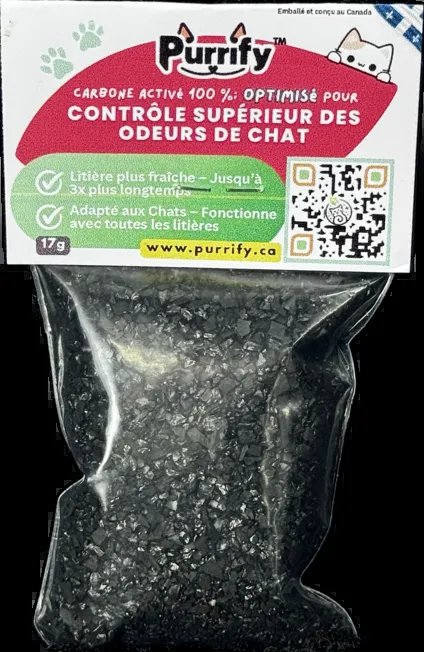 Emballé et conçu au Canada
Purrify™
CARBONE ACTIVÉ 100 %; OPTIMISÉ POUR
CONTRÔLE SUPÉRIEUR DES
ODEURS DE CHAT
Litière plus fraîche – Jusqu'à
3x plus longtemps
Adapté aux Chats – Fonctionne
avec toutes les litières
17g
www.purrify.ca